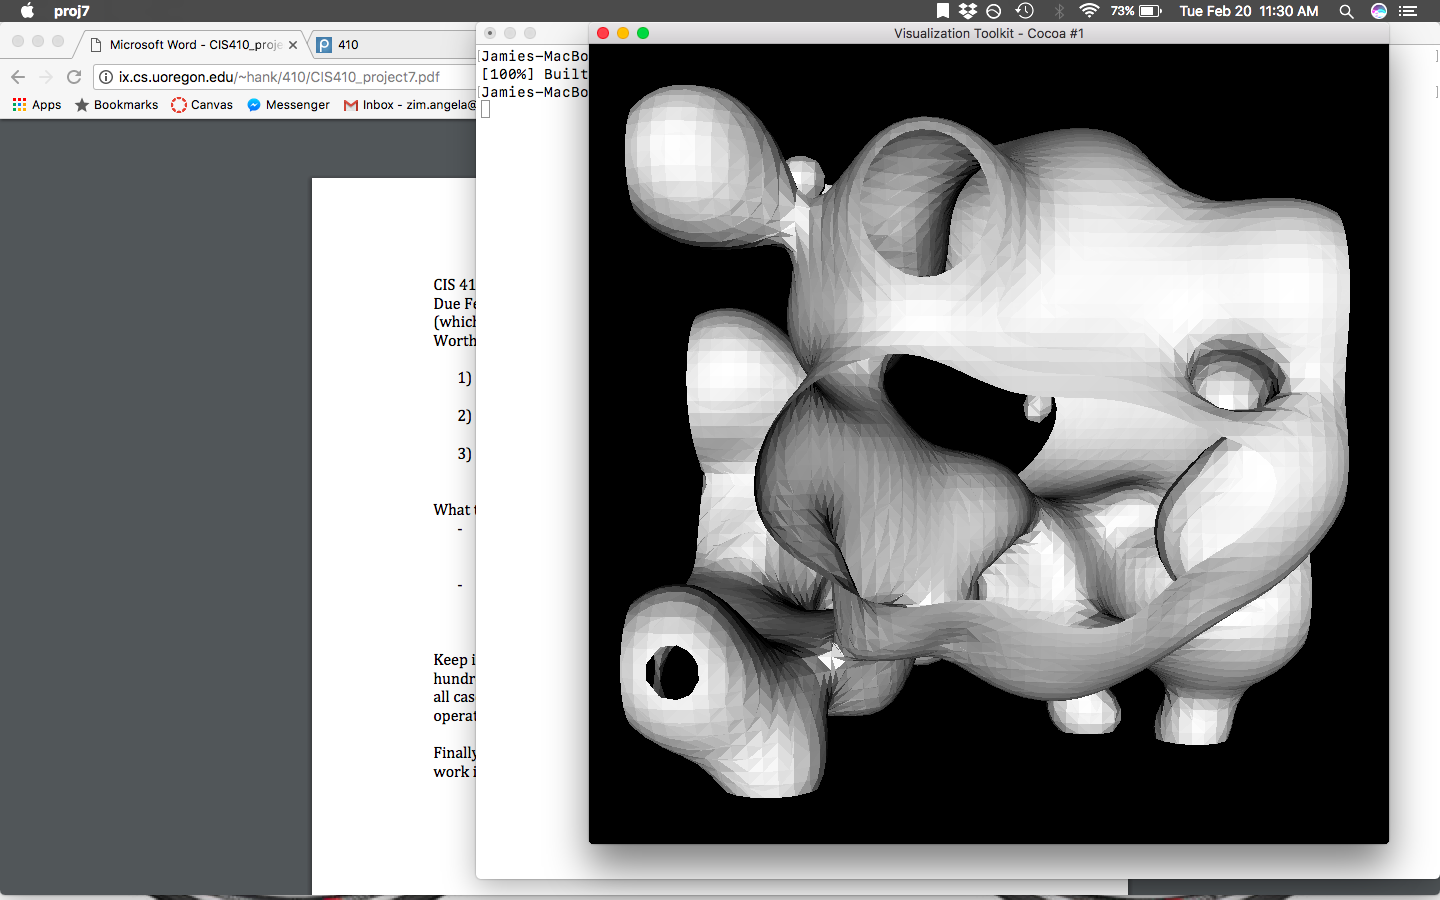 proj7
73%
Tue Feb 20 11:30 AM
Microsoft Word - CIS410_proje
410
ix.cs.uoregon.edu/~hank/410/CIS410_project7.pdf
Apps
Bookmarks
Canvas
Messenger
Inbox - zim.angela@
Visualization Toolkit - Cocoa #1
Jamies-MacBo
[100%] Built
Jamies-MacBo
CIS 41
Due Fe
(which
Worth
1)
2)
3)
What t
-
-
Keep i
hundr
all cas
operat
Finally
work i